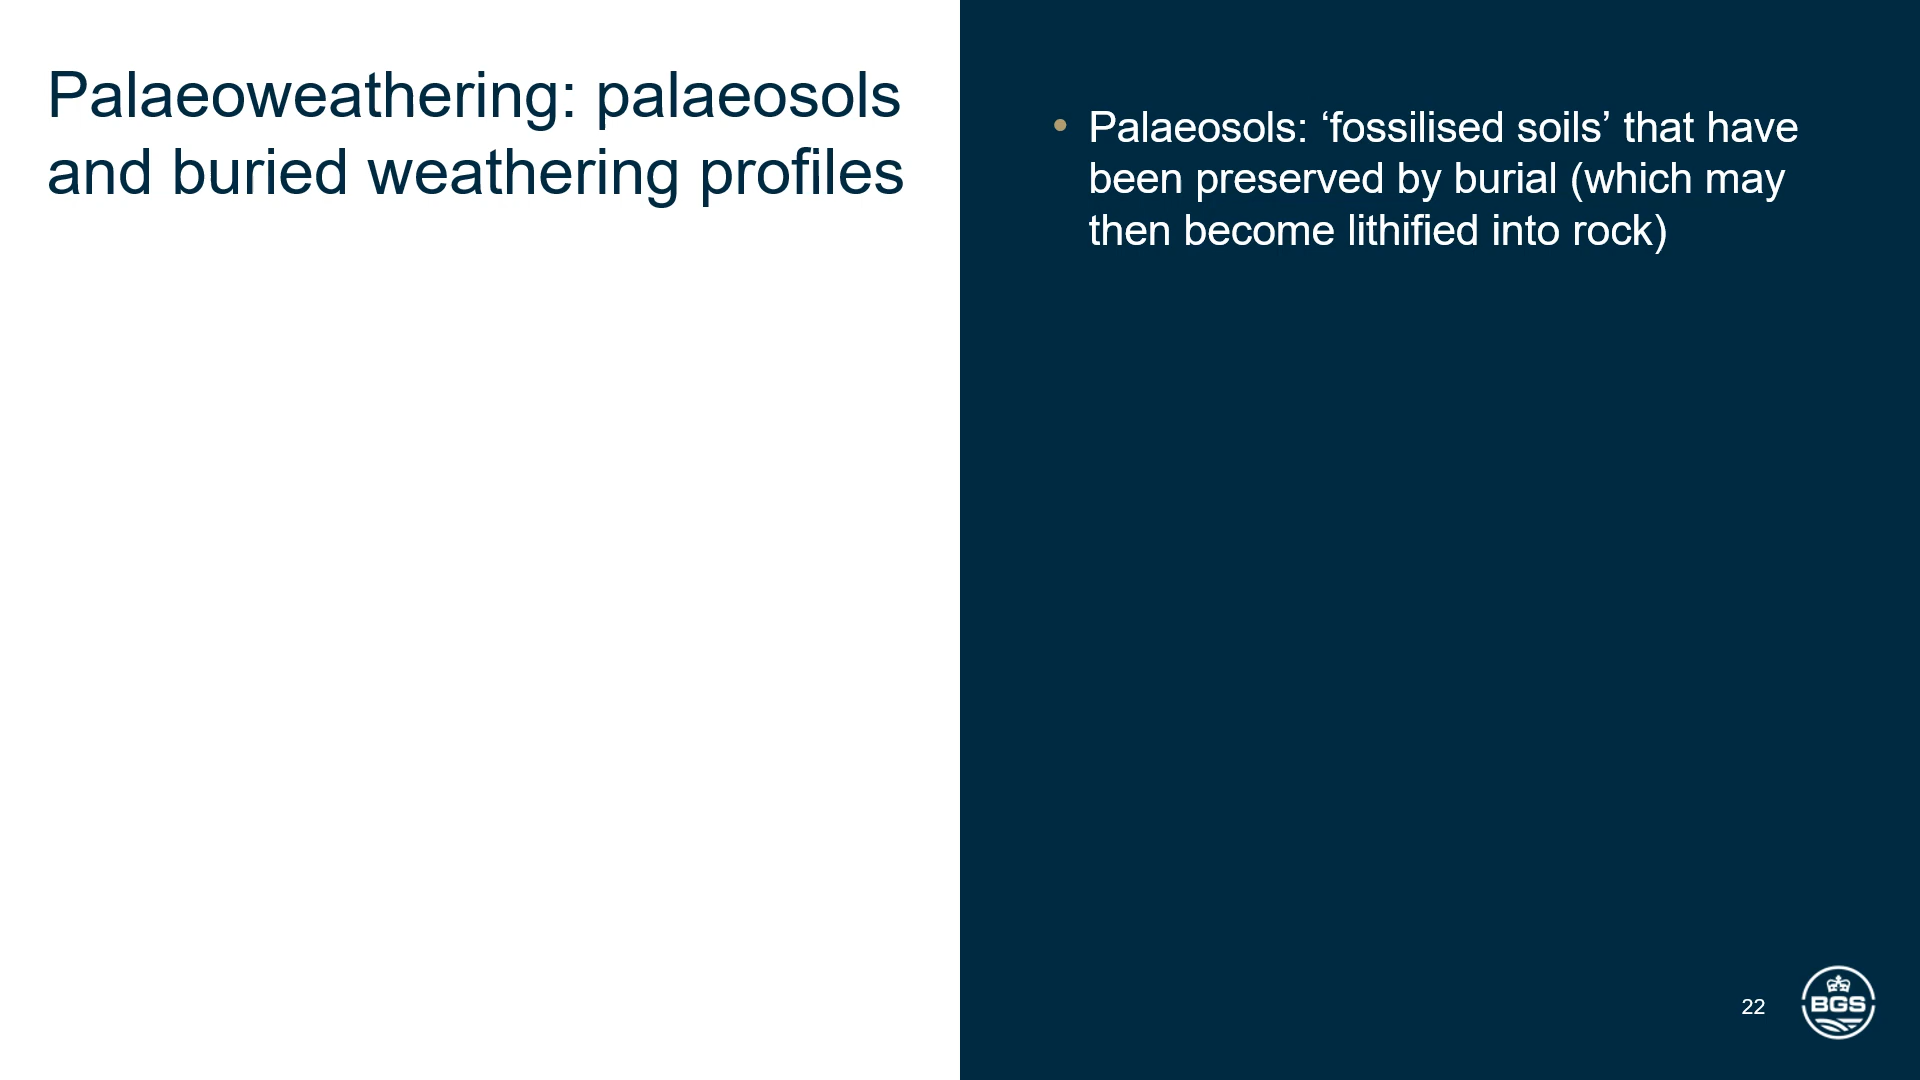 Palaeoweathering: palaeosols
and buried weathering profiles
• Palaeosols: ‘fossilised soils’ that have
been preserved by burial (which may
then become lithified into rock)
22
BGS